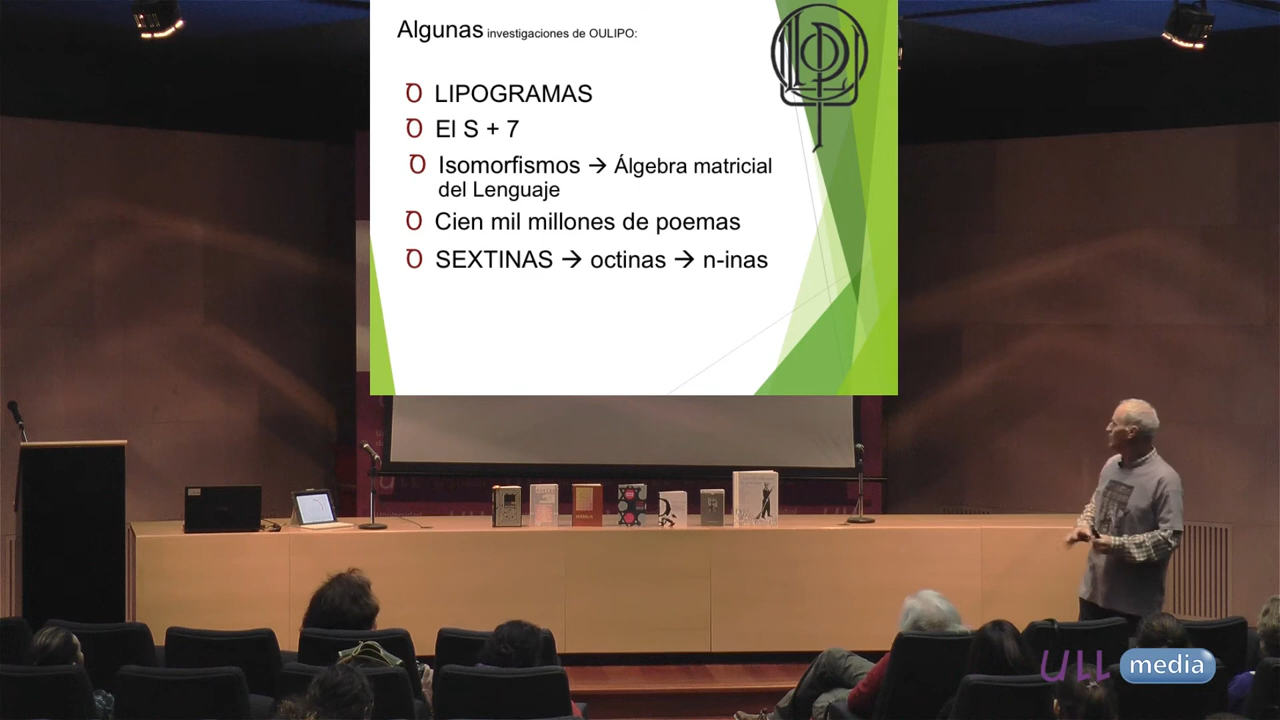 Algunas investigaciones de OULIPO:
LIPOGRAMAS
El S + 7
Isomorfismos → Álgebra matricial
del Lenguaje
Cien mil millones de poemas
SEXTINAS → octinas → n-inas
ULL media